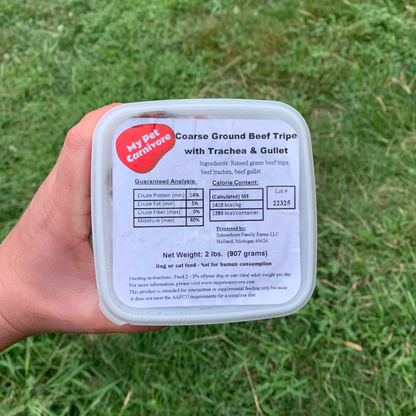 My Pet
Carnivore
Coarse Ground Beef Tripe
with Trachea & Gullet
Ingredients: Rinsed green beef tripe,
beef trachea, beef gullet.
Guaranteed Analysis:
Crude Protein (min) 14%
Crude Fat (min) 5%
Crude Fiber (max) 0%
Moisture (max) 80%
Calorie Content:
(Calculated) ME
1410 kcal/kg
1280 kcal/container
Lot #
22325
Processed by:
Family Farms LLC
Holland, Michigan 49424
Net Weight: 2 lbs. (907 grams)
Dog or cat food - Not for human consumption
Feeding instructions: Feed 2 - 3% of your dog or cats ideal adult weight per day
For more information, please visit www.mypetcarnivore.com
This product is intended for intermittent or supplemental feeding only because
it does not meet the AAFCO requirements for a complete diet